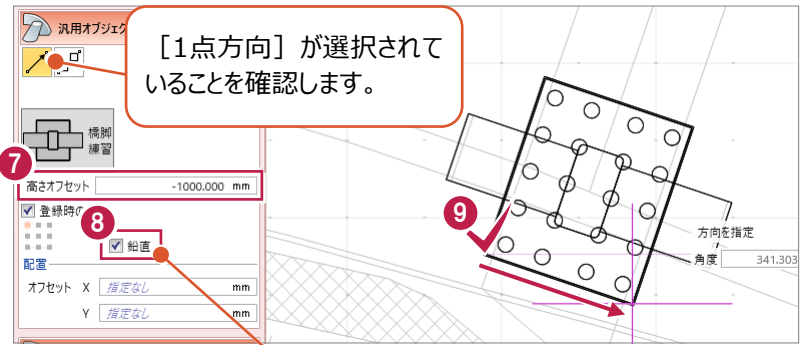 汎用オブジェク
［1点方向］が選択されて
いることを確認します。
橋脚
練習
7
高さオフセット -1000.000 mm
登録時の
8
鉛直
配置
オフセット X 指定なし mm
Y 指定なし mm
9
方向を指定
角度 341.303